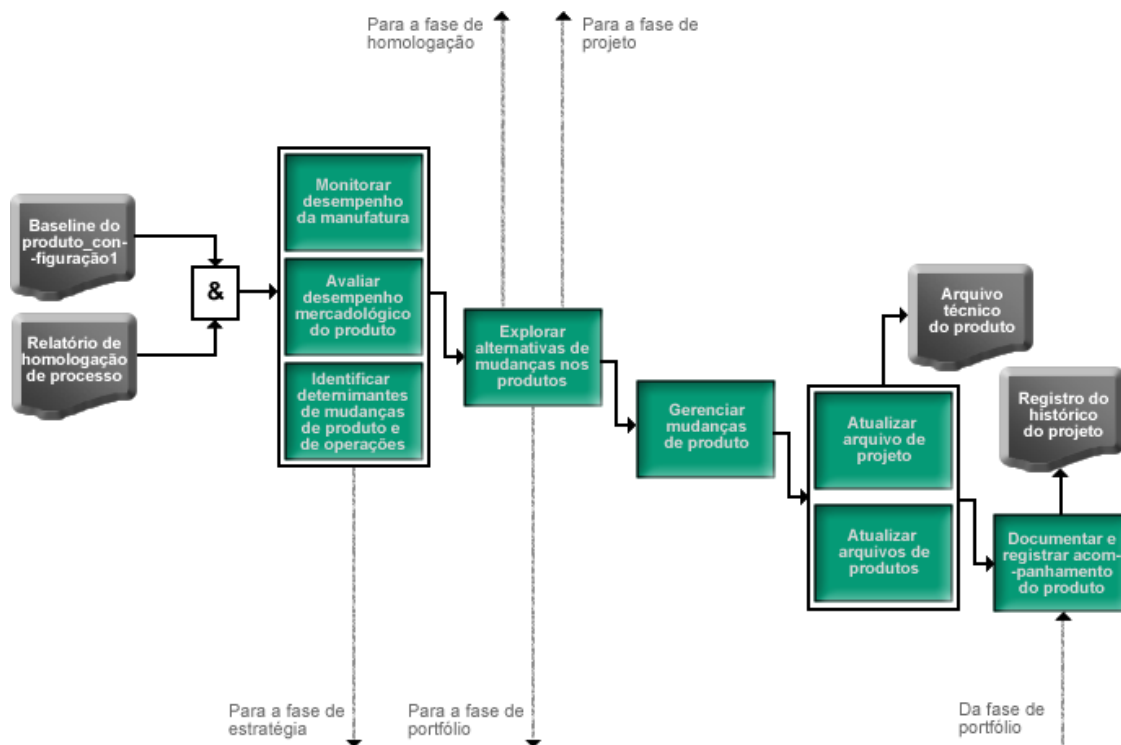 Para a fase de
homologação
Para a fase de
projeto
Monitorar
desempenho
da manufatura
Baseline do
produto_con-
-figuração1
&
Avaliar
desempenho
mercadológico
do produto
Relatório de
homologação
de processo
Identificar
determimantes
de mudanças
de produto e
de operações
Explorar
alternativas de
mudanças nos
produtos
Gerenciar
mudanças
de produto
Arquivo
técnico
do produto
Atualizar
arquivo de
projeto
Atualizar
arquivos de
produtos
Registro do
histórico
do projeto
Documentar e
registrar acom-
-panhamento
do produto
Para a fase de
estratégia
Para a fase de
portfólio
Da fase de
portfólio